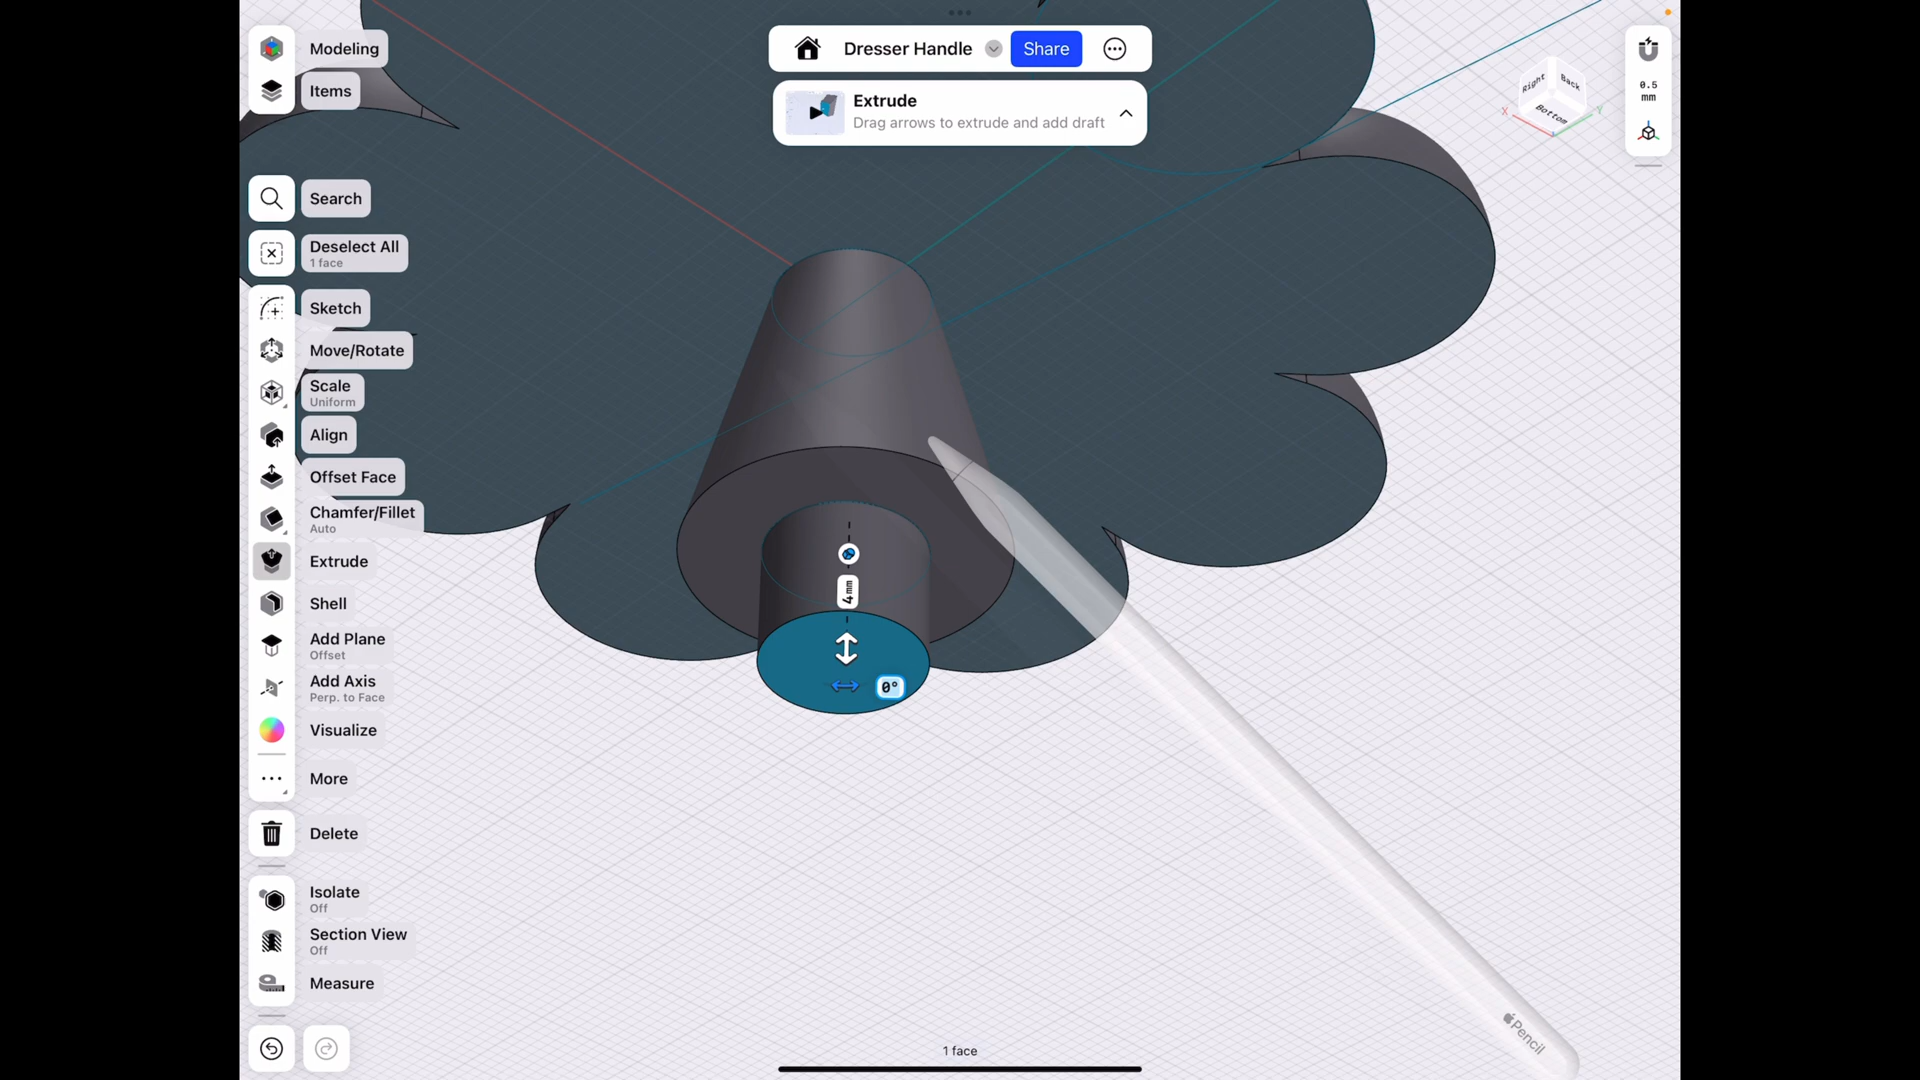 Modeling
Items
Dresser Handle
Share
Extrude
Drag arrows to extrude and add draft
Right
Back
Bottom
X
Y
0.5
mm
Search
Deselect All
1 face
Sketch
Move/Rotate
Scale
Uniform
Align
Offset Face
Chamfer/Fillet
Auto
Extrude
Shell
Add Plane
Offset
Add Axis
Perp. to Face
Visualize
More
Delete
Isolate
Off
Section View
Off
Measure
4 mm
0°
Pencil
1 face